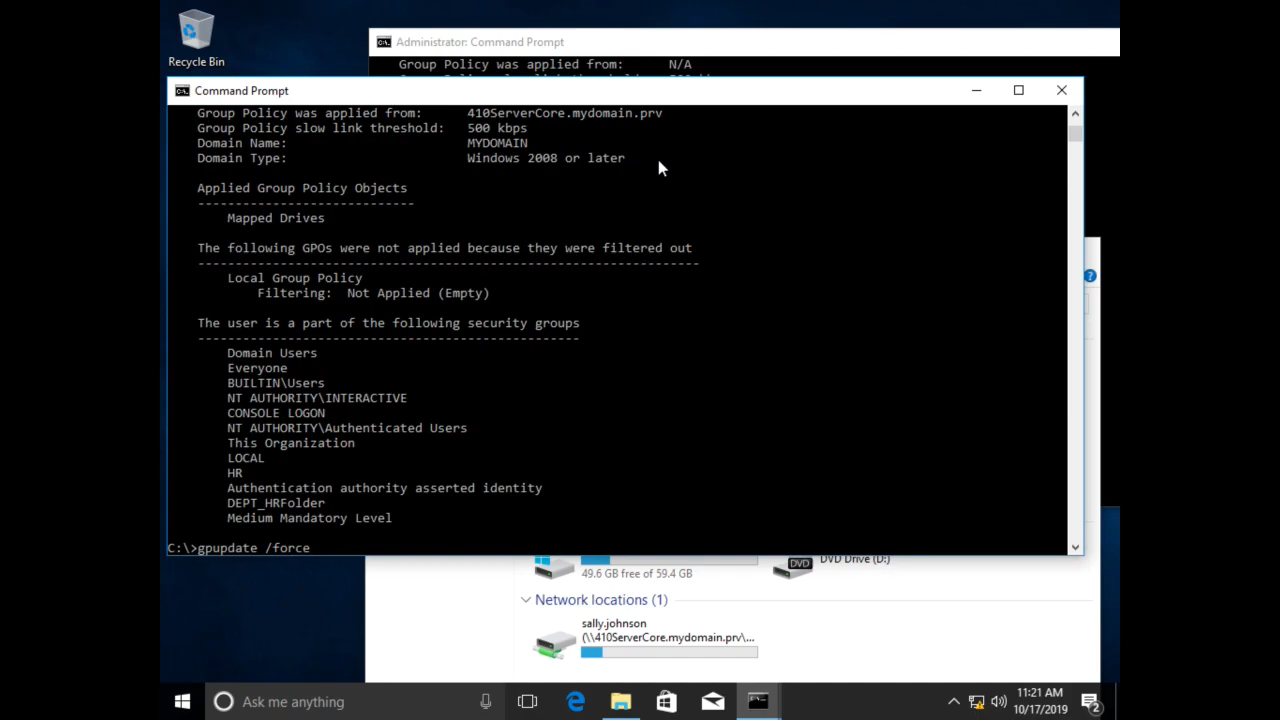 Recycle Bin
Administrator: Command Prompt
Group Policy was applied from: N/A
Command Prompt
Group Policy was applied from: 410ServerCore.mydomain.prv
Group Policy slow link threshold: 500 kbps
Domain Name: MYDOMAIN
Domain Type: Windows 2008 or later
Applied Group Policy Objects
-----------------------------
Mapped Drives
The following GPOs were not applied because they were filtered out
-------------------------------------------------------------------
Local Group Policy
Filtering: Not Applied (Empty)
The user is a part of the following security groups
---------------------------------------------------
Domain Users
Everyone
BUILTIN\Users
NT AUTHORITY\INTERACTIVE
CONSOLE LOGON
NT AUTHORITY\Authenticated Users
This Organization
LOCAL
HR
Authentication authority asserted identity
DEPT_HRFolder
Medium Mandatory Level
C:\>gpupdate /force
DVD Drive (D:)
DVD
49.6 GB free of 59.4 GB
Network locations (1)
sally.johnson
(\\410ServerCore.mydomain.prv\...
Ask me anything
11:21 AM
10/17/2019
2